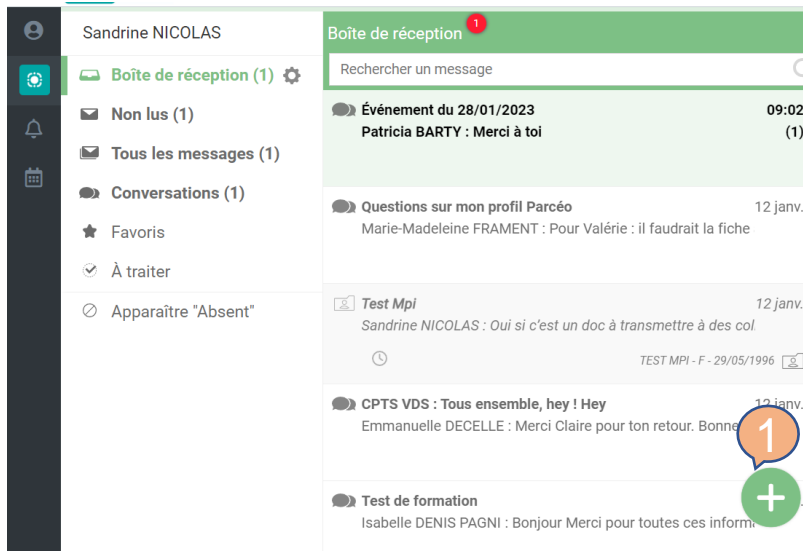 Sandrine NICOLAS
Boîte de réception (1)
Non lus (1)
Tous les messages (1)
Conversations (1)
Favoris
À traiter
Apparaître "Absent"
Boîte de réception 1
Rechercher un message
Événement du 28/01/2023 09:02
Patricia BARTY : Merci à toi (1)
Questions sur mon profil Parcéo 12 janv.
Marie-Madeleine FRAMENT : Pour Valérie : il faudrait la fiche
Test Mpi 12 janv.
Sandrine NICOLAS : Oui si c'est un doc à transmettre à des col
TEST MPI - F - 29/05/1996
CPTS VDS : Tous ensemble, hey ! Hey 12 janv.
Emmanuelle DECELLE : Merci Claire pour ton retour. Bonne
1
Test de formation
Isabelle DENIS PAGNI : Bonjour Merci pour toutes ces inform